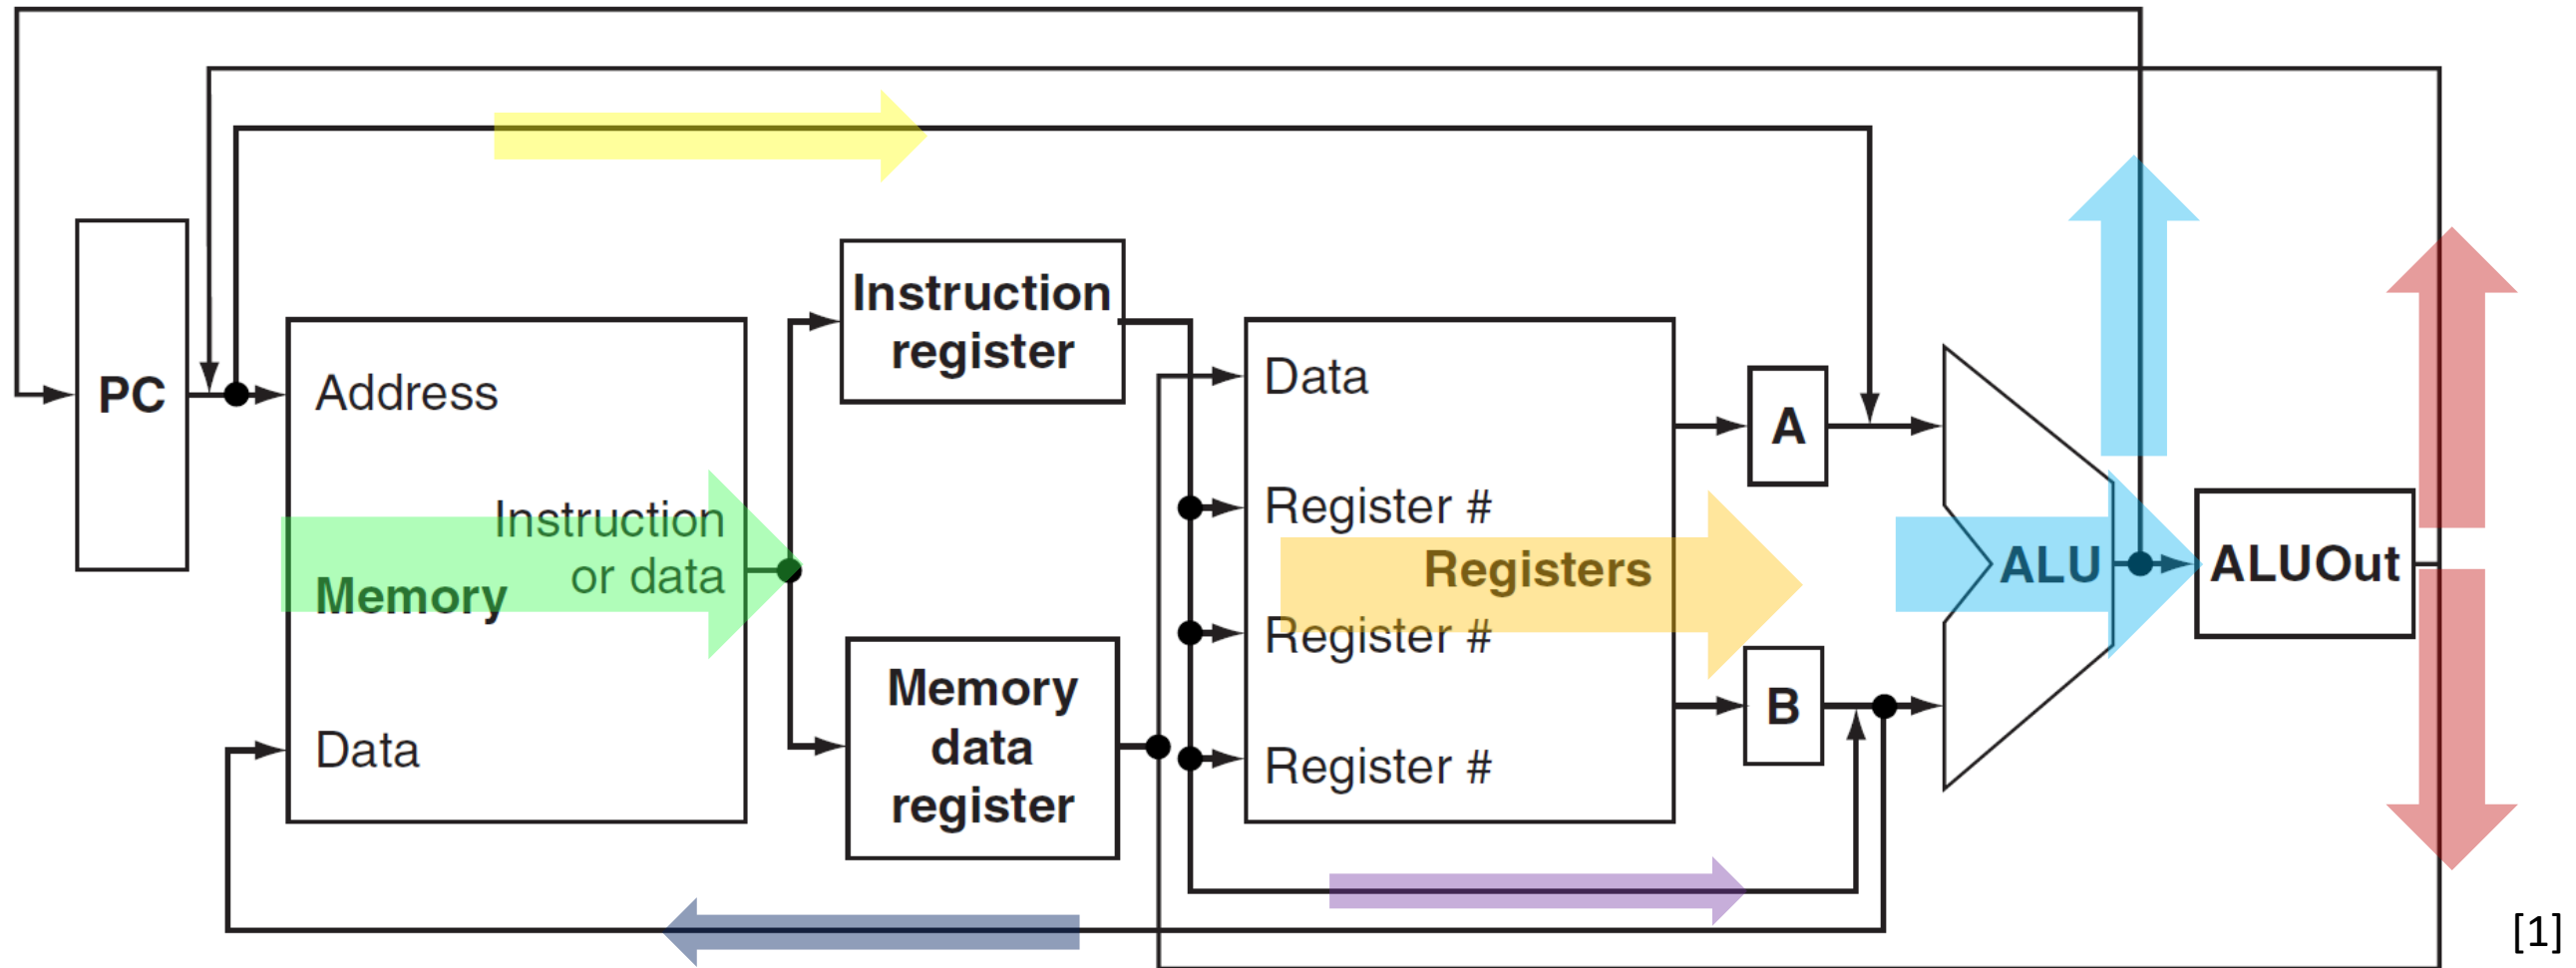 PC
Address
Instruction
or data
Memory
Data
Instruction
register
Memory
data
register
Data
Register #
Registers
Register #
Register #
A
B
ALU
ALUOut
[1]